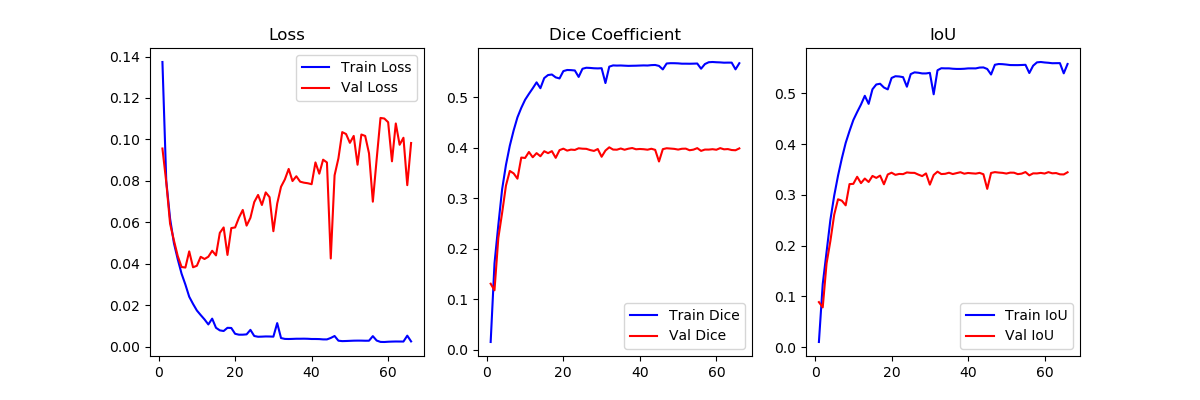 Loss
0.14
0.12
0.10
0.08
0.06
0.04
0.02
0.00
0 20 40 60
Train Loss
Val Loss
Dice Coefficient
0.5
0.4
0.3
0.2
0.1
0.0
0 20 40 60
Train Dice
Val Dice
IoU
0.5
0.4
0.3
0.2
0.1
0.0
0 20 40 60
Train IoU
Val IoU